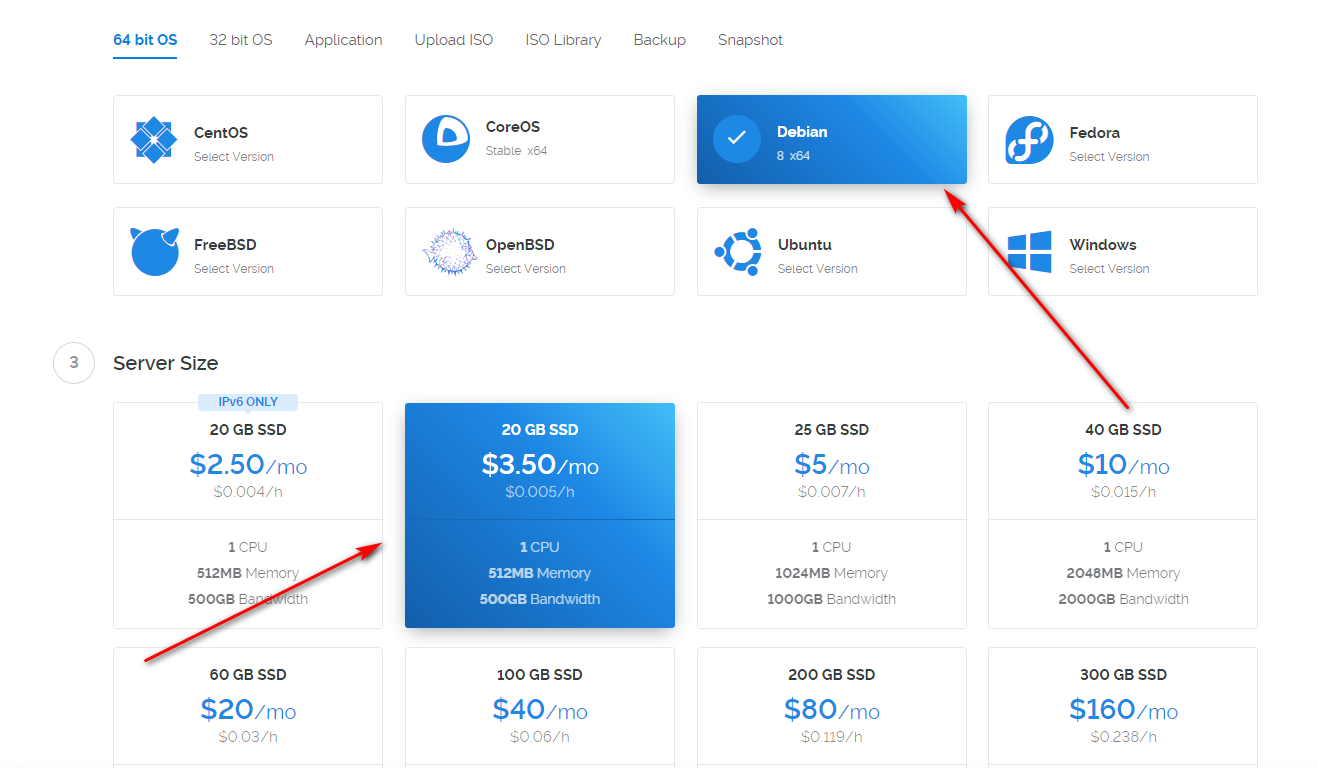 64 bit OS 32 bit OS Application Upload ISO ISO Library Backup Snapshot
CentOS
Select Version
CoreOS
Stable x64
Debian
8 x64
Fedora
Select Version
FreeBSD
Select Version
OpenBSD
Select Version
Ubuntu
Select Version
Windows
Select Version
3 Server Size
IPv6 ONLY
20 GB SSD
$2.50/mo
$0.004/h
1 CPU
512MB Memory
500GB Bandwidth
20 GB SSD
$3.50/mo
$0.005/h
1 CPU
512MB Memory
500GB Bandwidth
25 GB SSD
$5/mo
$0.007/h
1 CPU
1024MB Memory
1000GB Bandwidth
40 GB SSD
$10/mo
$0.015/h
1 CPU
2048MB Memory
2000GB Bandwidth
60 GB SSD
$20/mo
$0.03/h
100 GB SSD
$40/mo
$0.06/h
200 GB SSD
$80/mo
$0.119/h
300 GB SSD
$160/mo
$0.238/h